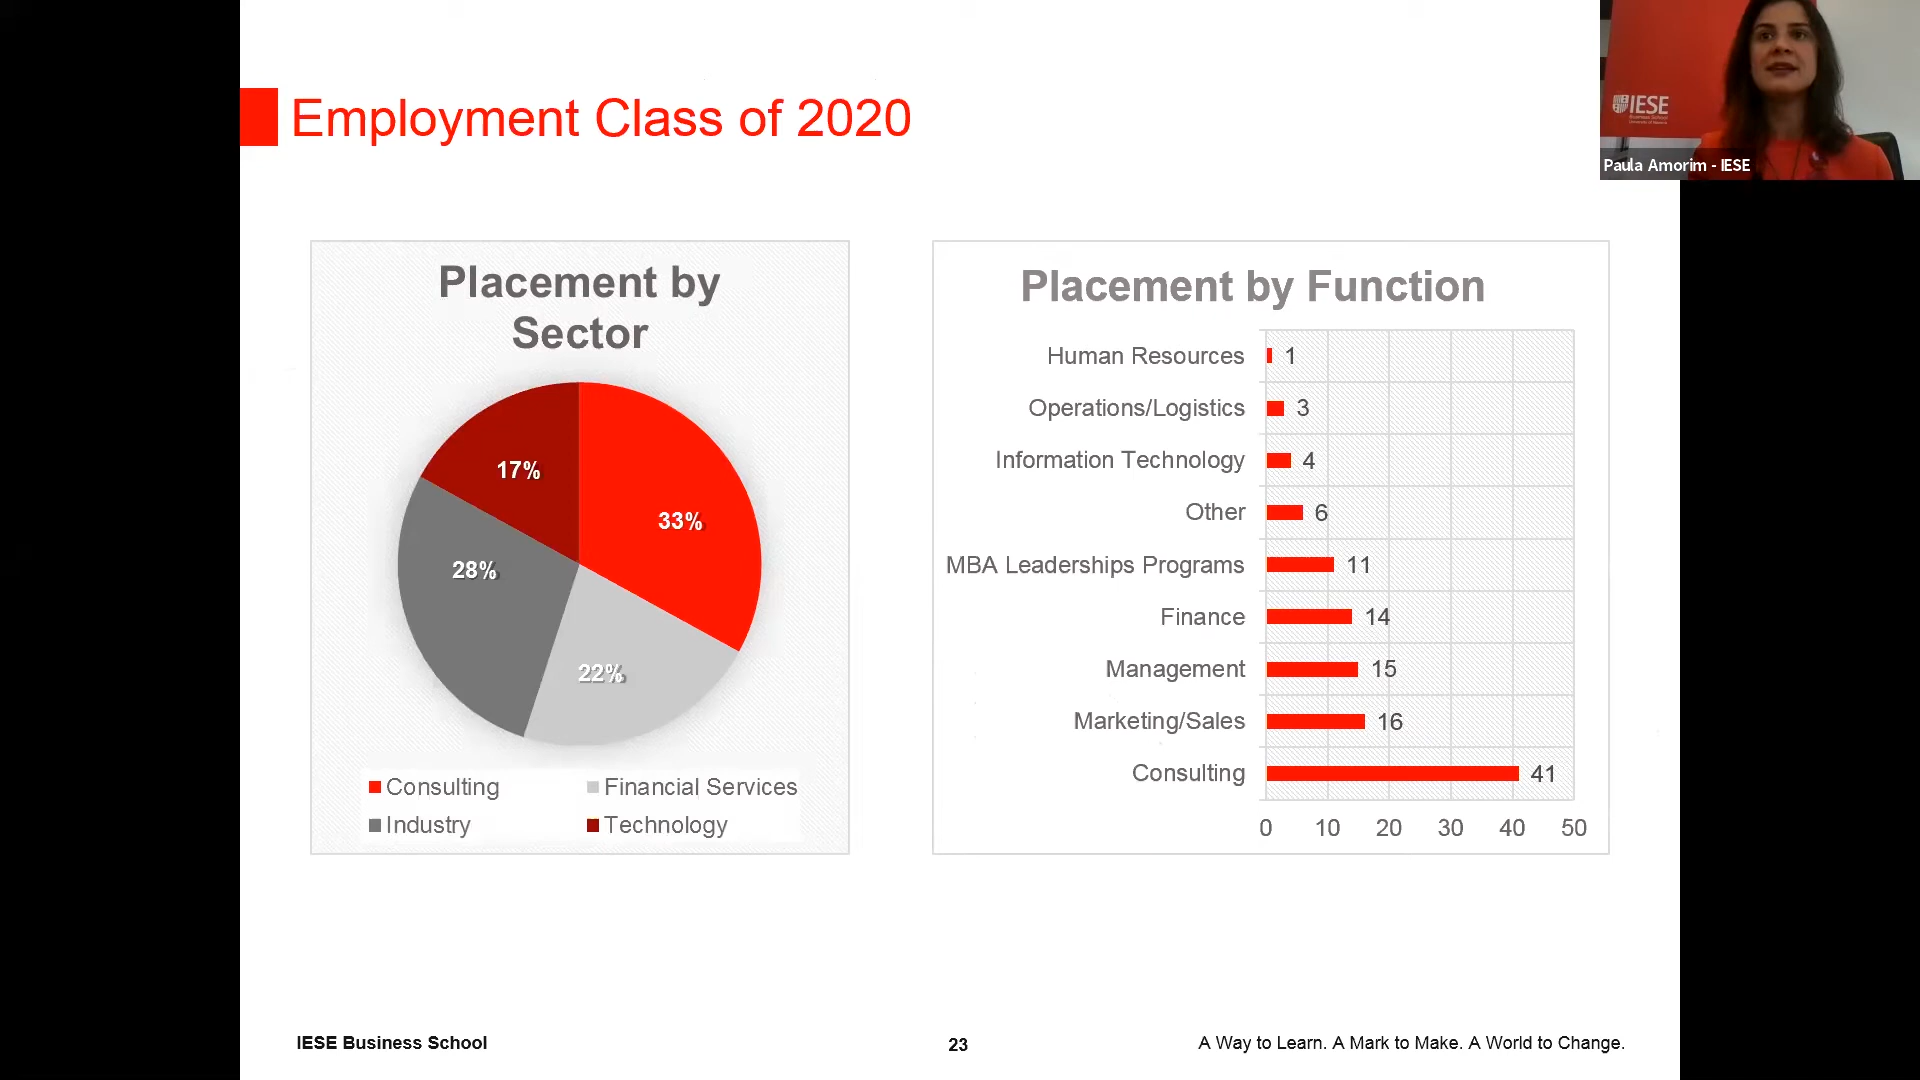 Employment Class of 2020
IESE
Business School
Paula Amorim - IESE
Placement by
Sector
17%
33%
28%
22%
Consulting
Financial Services
Industry
Technology
Placement by Function
Human Resources 1
Operations/Logistics 3
Information Technology 4
Other 6
MBA Leaderships Programs 11
Finance 14
Management 15
Marketing/Sales 16
Consulting 41
0 10 20 30 40 50
IESE Business School
23
A Way to Learn. A Mark to Make. A World to Change.